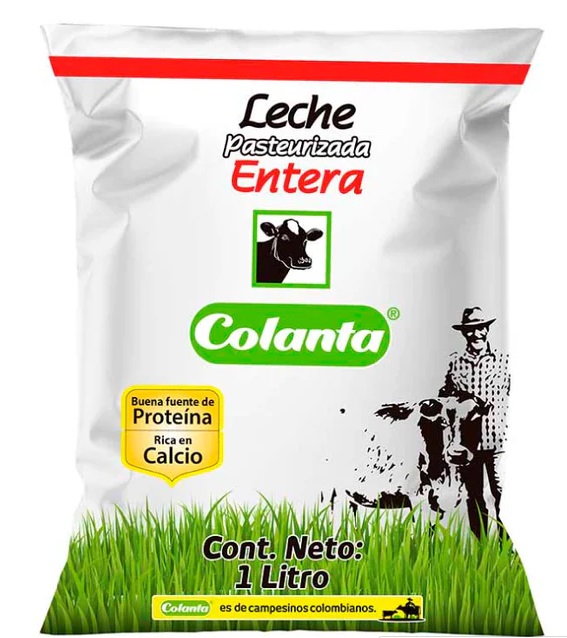 Leche
Pasteurizada
Entera
Colanta®
Buena fuente de
Proteína
Rica en
Calcio
Cont. Neto:
1 Litro
Colanta es de campesinos colombianos.